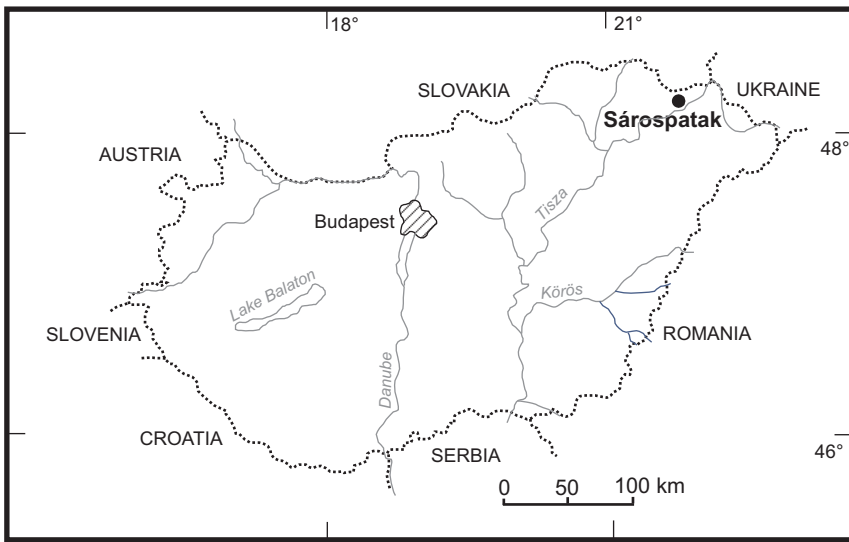 18°
21°
SLOVAKIA
UKRAINE
Sárospatak
48°
AUSTRIA
Tisza
Budapest
Lake Balaton
Körös
SLOVENIA
ROMANIA
Danube
CROATIA
SERBIA
46°
0 50 100 km